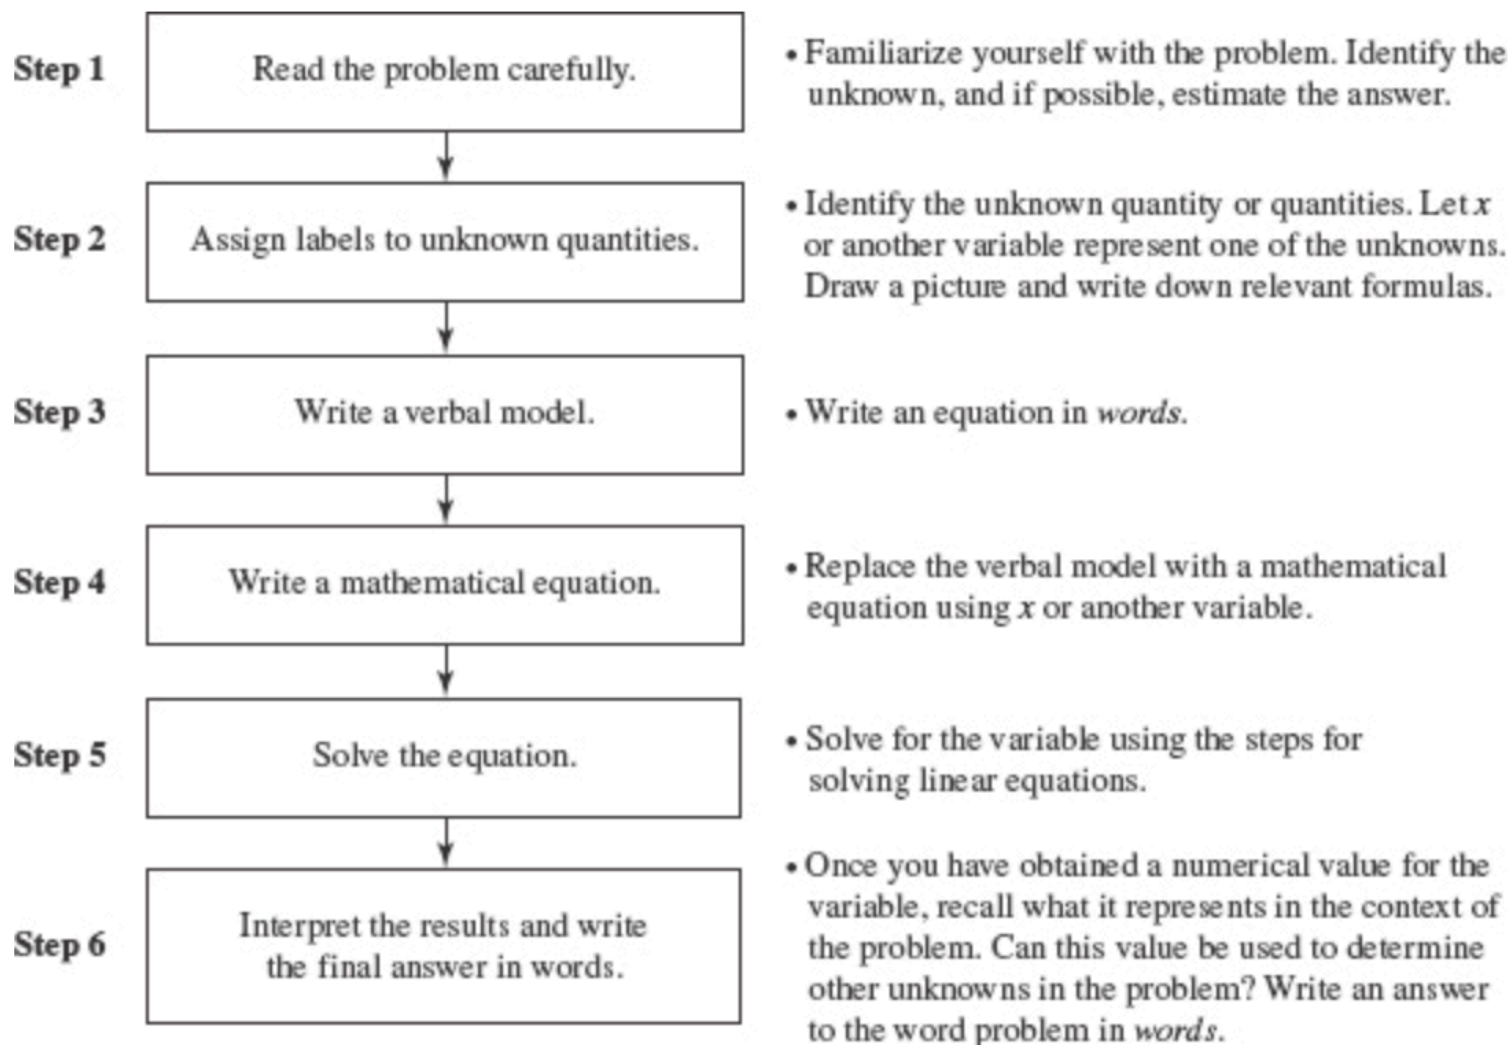 Step 1
Read the problem carefully.
• Familiarize yourself with the problem. Identify the
unknown, and if possible, estimate the answer.
Step 2
Assign labels to unknown quantities.
• Identify the unknown quantity or quantities. Let x
or another variable represent one of the unknowns.
Draw a picture and write down relevant formulas.
Step 3
Write a verbal model.
• Write an equation in words.
Step 4
Write a mathematical equation.
• Replace the verbal model with a mathematical
equation using x or another variable.
Step 5
Solve the equation.
• Solve for the variable using the steps for
solving linear equations.
Step 6
Interpret the results and write
the final answer in words.
• Once you have obtained a numerical value for the
variable, recall what it represents in the context of
the problem. Can this value be used to determine
other unknowns in the problem? Write an answer
to the word problem in words.